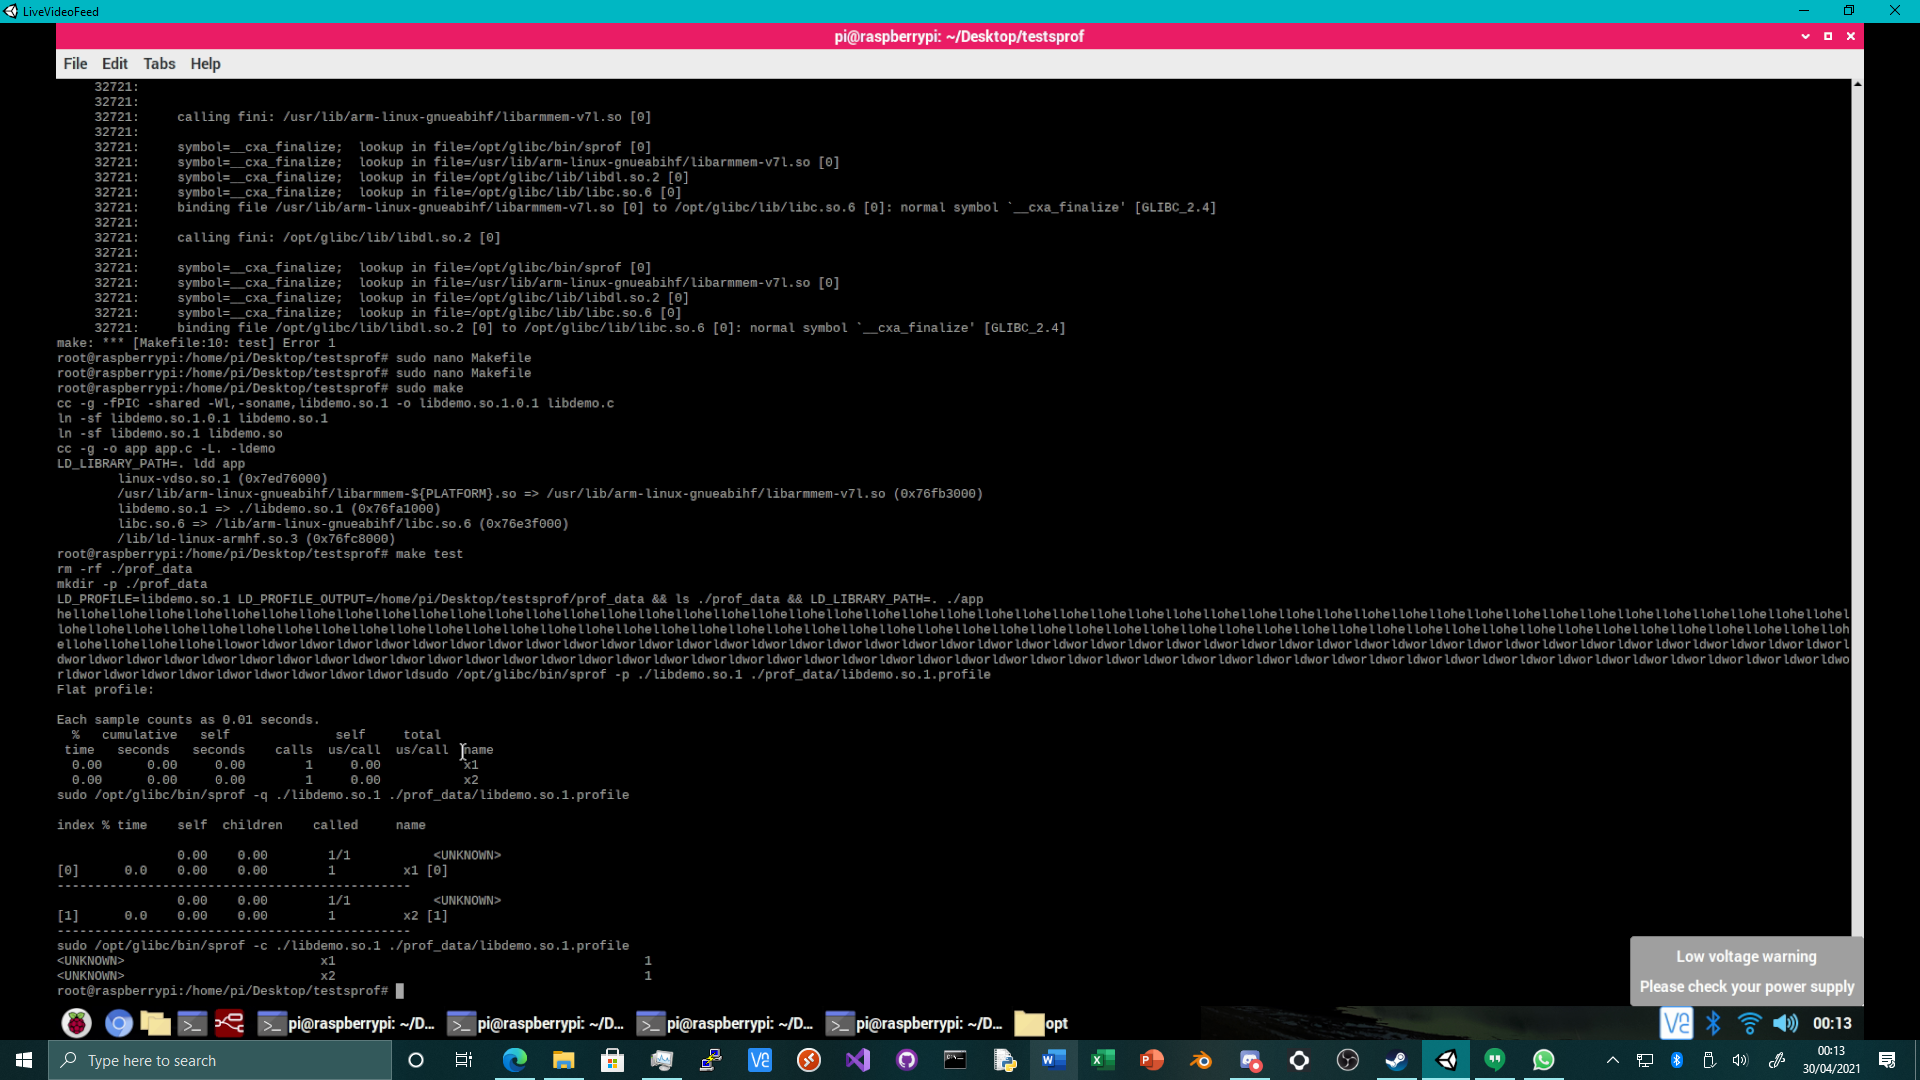 LiveVideoFeed
pi@raspberrypi: ~/Desktop/testsprof
File Edit Tabs Help
32721:
32721:
32721: calling fini: /usr/lib/arm-linux-gnueabihf/libarmmem-v7l.so [0]
32721:
32721: symbol=__cxa_finalize; lookup in file=/opt/glibc/bin/sprof [0]
32721: symbol=__cxa_finalize; lookup in file=/usr/lib/arm-linux-gnueabihf/libarmmem-v7l.so [0]
32721: symbol=__cxa_finalize; lookup in file=/opt/glibc/lib/libdl.so.2 [0]
32721: symbol=__cxa_finalize; lookup in file=/opt/glibc/lib/libc.so.6 [0]
32721: binding file /usr/lib/arm-linux-gnueabihf/libarmmem-v7l.so [0] to /opt/glibc/lib/libc.so.6 [0]: normal symbol `__cxa_finalize' [GLIBC_2.4]
32721:
32721: calling fini: /opt/glibc/lib/libdl.so.2 [0]
32721:
32721: symbol=__cxa_finalize; lookup in file=/opt/glibc/bin/sprof [0]
32721: symbol=__cxa_finalize; lookup in file=/usr/lib/arm-linux-gnueabihf/libarmmem-v7l.so [0]
32721: symbol=__cxa_finalize; lookup in file=/opt/glibc/lib/libdl.so.2 [0]
32721: symbol=__cxa_finalize; lookup in file=/opt/glibc/lib/libc.so.6 [0]
32721: binding file /opt/glibc/lib/libdl.so.2 [0] to /opt/glibc/lib/libc.so.6 [0]: normal symbol `__cxa_finalize' [GLIBC_2.4]
make: *** [Makefile:10: test] Error 1
root@raspberrypi:/home/pi/Desktop/testsprof# sudo nano Makefile
root@raspberrypi:/home/pi/Desktop/testsprof# sudo nano Makefile
root@raspberrypi:/home/pi/Desktop/testsprof# sudo make
cc -g -fPIC -shared -Wl,-soname,libdemo.so.1 -o libdemo.so.1.0.1 libdemo.c
ln -sf libdemo.so.1.0.1 libdemo.so.1
ln -sf libdemo.so.1 libdemo.so
cc -g -o app app.c -L. -ldemo
LD_LIBRARY_PATH=. ldd app
linux-vdso.so.1 (0x7ed76000)
/usr/lib/arm-linux-gnueabihf/libarmmem-${PLATFORM}.so => /usr/lib/arm-linux-gnueabihf/libarmmem-v7l.so (0x76fb3000)
libdemo.so.1 => ./libdemo.so.1 (0x76fa1000)
libc.so.6 => /lib/arm-linux-gnueabihf/libc.so.6 (0x76e3f000)
/lib/ld-linux-armhf.so.3 (0x76fc8000)
root@raspberrypi:/home/pi/Desktop/testsprof# make test
rm -rf ./prof_data
mkdir -p ./prof_data
LD_PROFILE=libdemo.so.1 LD_PROFILE_OUTPUT=/home/pi/Desktop/testsprof/prof_data && ls ./prof_data && LD_LIBRARY_PATH=. ./app
hellohellohellohellohellohellohellohellohellohellohellohellohellohellohellohellohellohellohellohellohellohellohellohellohellohellohellohellohellohellohellohellohellohellohellohellohellohellohellohellohellohellohellohellohellohellohellohel
lohellohellohellohellohellohellohellohellohellohellohellohellohellohellohellohellohellohellohellohellohellohellohellohellohellohellohellohellohellohellohellohellohellohellohellohellohellohellohellohellohellohellohellohellohellohellohelloh
ellohellohellohellohelloworldworldworldworldworldworldworldworldworldworldworldworldworldworldworldworldworldworldworldworldworldworldworldworldworldworldworldworldworldworldworldworldworldworldworldworldworldworldworldworldworldworldworl
dworldworldworldworldworldworldworldworldworldworldworldworldworldworldworldworldworldworldworldworldworldworldworldworldworldworldworldworldworldworldworldworldworldworldworldworldworldworldworldworldworldworldworldworldworldworldworldwo
rldworldworldworldworldworldworldworldworldworldsudo /opt/glibc/bin/sprof -p ./libdemo.so.1 ./prof_data/libdemo.so.1.profile
Flat profile:
Each sample counts as 0.01 seconds.
% cumulative self self total
time seconds seconds calls us/call us/call name
0.00 0.00 0.00 1 0.00 x1
0.00 0.00 0.00 1 0.00 x2
sudo /opt/glibc/bin/sprof -q ./libdemo.so.1 ./prof_data/libdemo.so.1.profile
index % time self children called name
0.00 0.00 1/1 <UNKNOWN>
[0] 0.0 0.00 0.00 1 x1 [0]
-----------------------------------------------
0.00 0.00 1/1 <UNKNOWN>
[1] 0.0 0.00 0.00 1 x2 [1]
-----------------------------------------------
sudo /opt/glibc/bin/sprof -c ./libdemo.so.1 ./prof_data/libdemo.so.1.profile
<UNKNOWN> x1 1
<UNKNOWN> x2 1
root@raspberrypi:/home/pi/Desktop/testsprof#
Low voltage warning
Please check your power supply
pi@raspberrypi: ~/D... pi@raspberrypi: ~/D... pi@raspberrypi: ~/D... pi@raspberrypi: ~/D... opt 00:13
Type here to search
00:13
30/04/2021